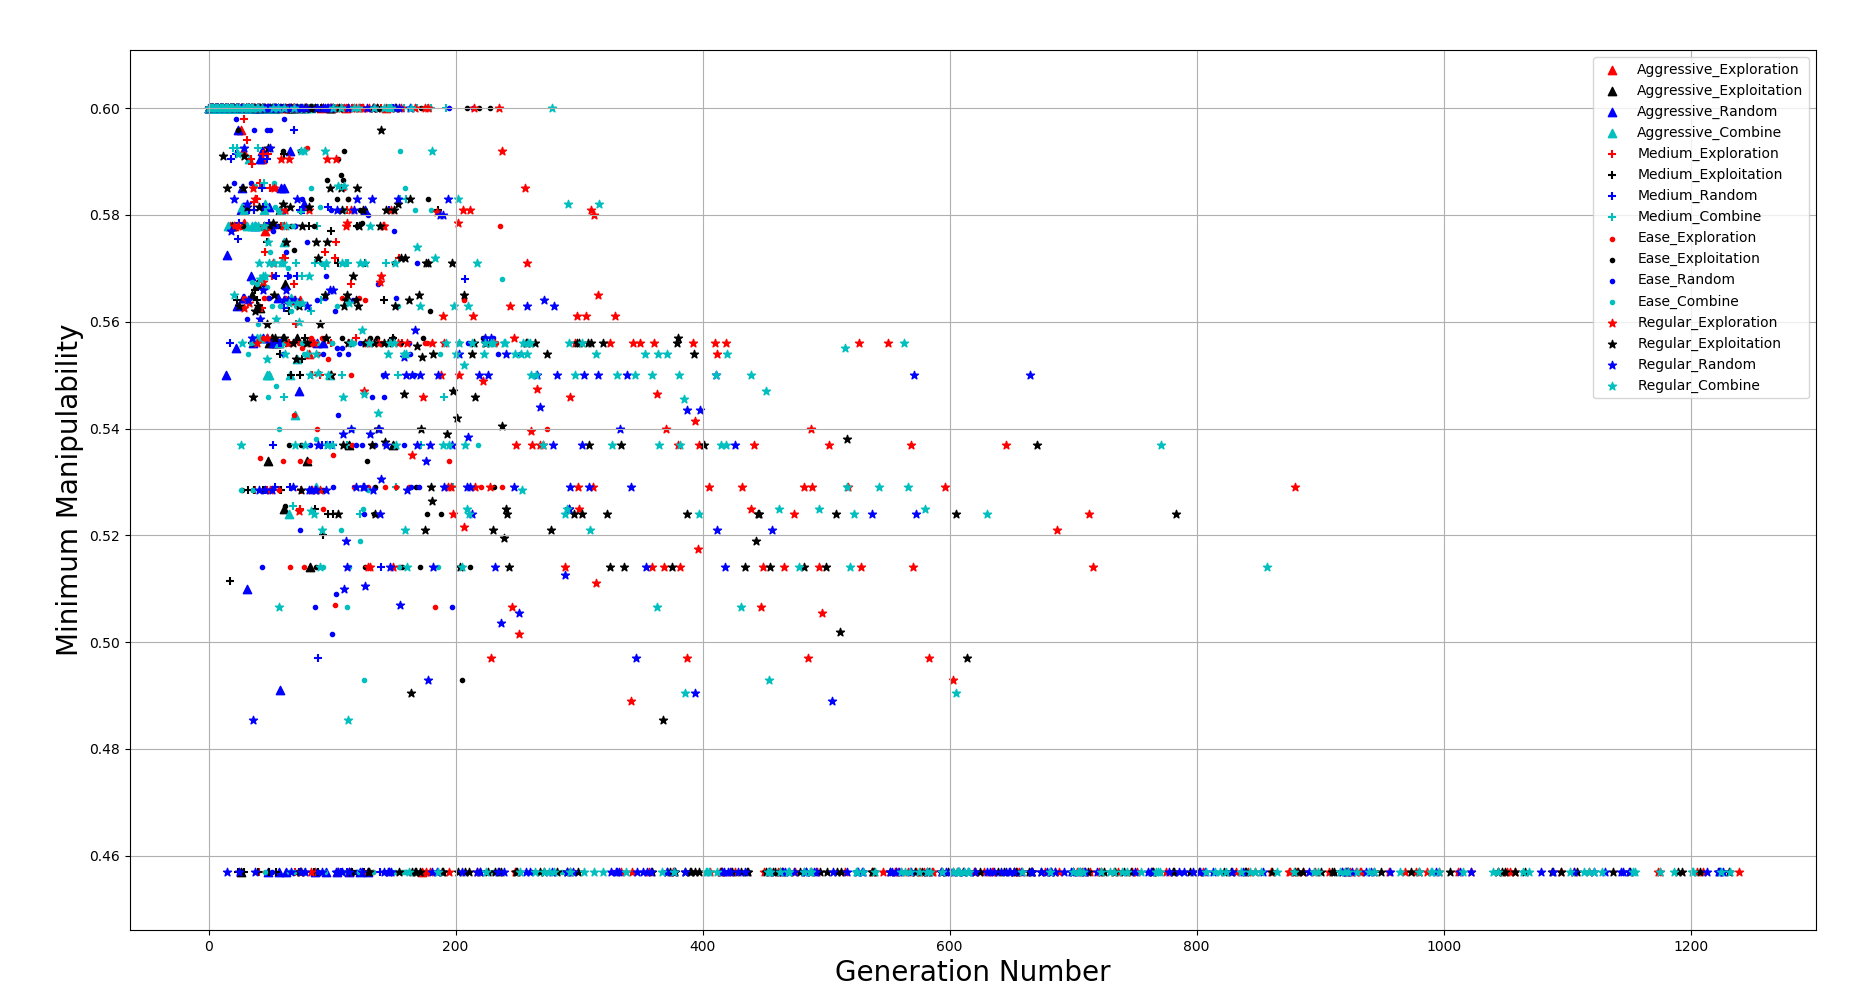 0.60
0.58
0.56
0.54
0.52
0.50
0.48
0.46
Minimum Manipulability
0
200
400
600
800
1000
1200
Generation Number
Aggressive_Exploration
Aggressive_Exploitation
Aggressive_Random
Aggressive_Combine
Medium_Exploration
Medium_Exploitation
Medium_Random
Medium_Combine
Ease_Exploration
Ease_Exploitation
Ease_Random
Ease_Combine
Regular_Exploration
Regular_Exploitation
Regular_Random
Regular_Combine